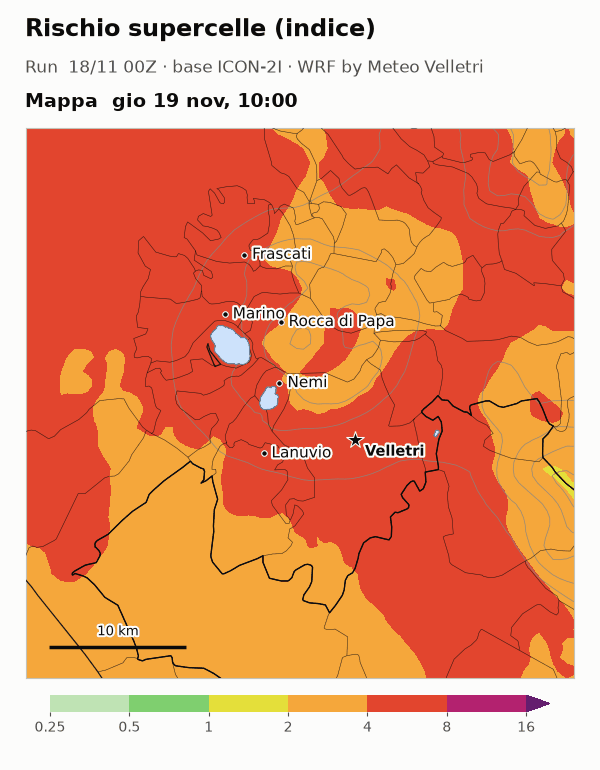 Rischio supercelle (indice)
Run  18/11 00Z · base ICON-2I · WRF by Meteo Velletri
Mappa  gio 19 nov, 10:00
Frascati
Marino
Rocca di Papa
Nemi
Velletri
Lanuvio
10 km
0.25 0.5 1 2 4 8 16